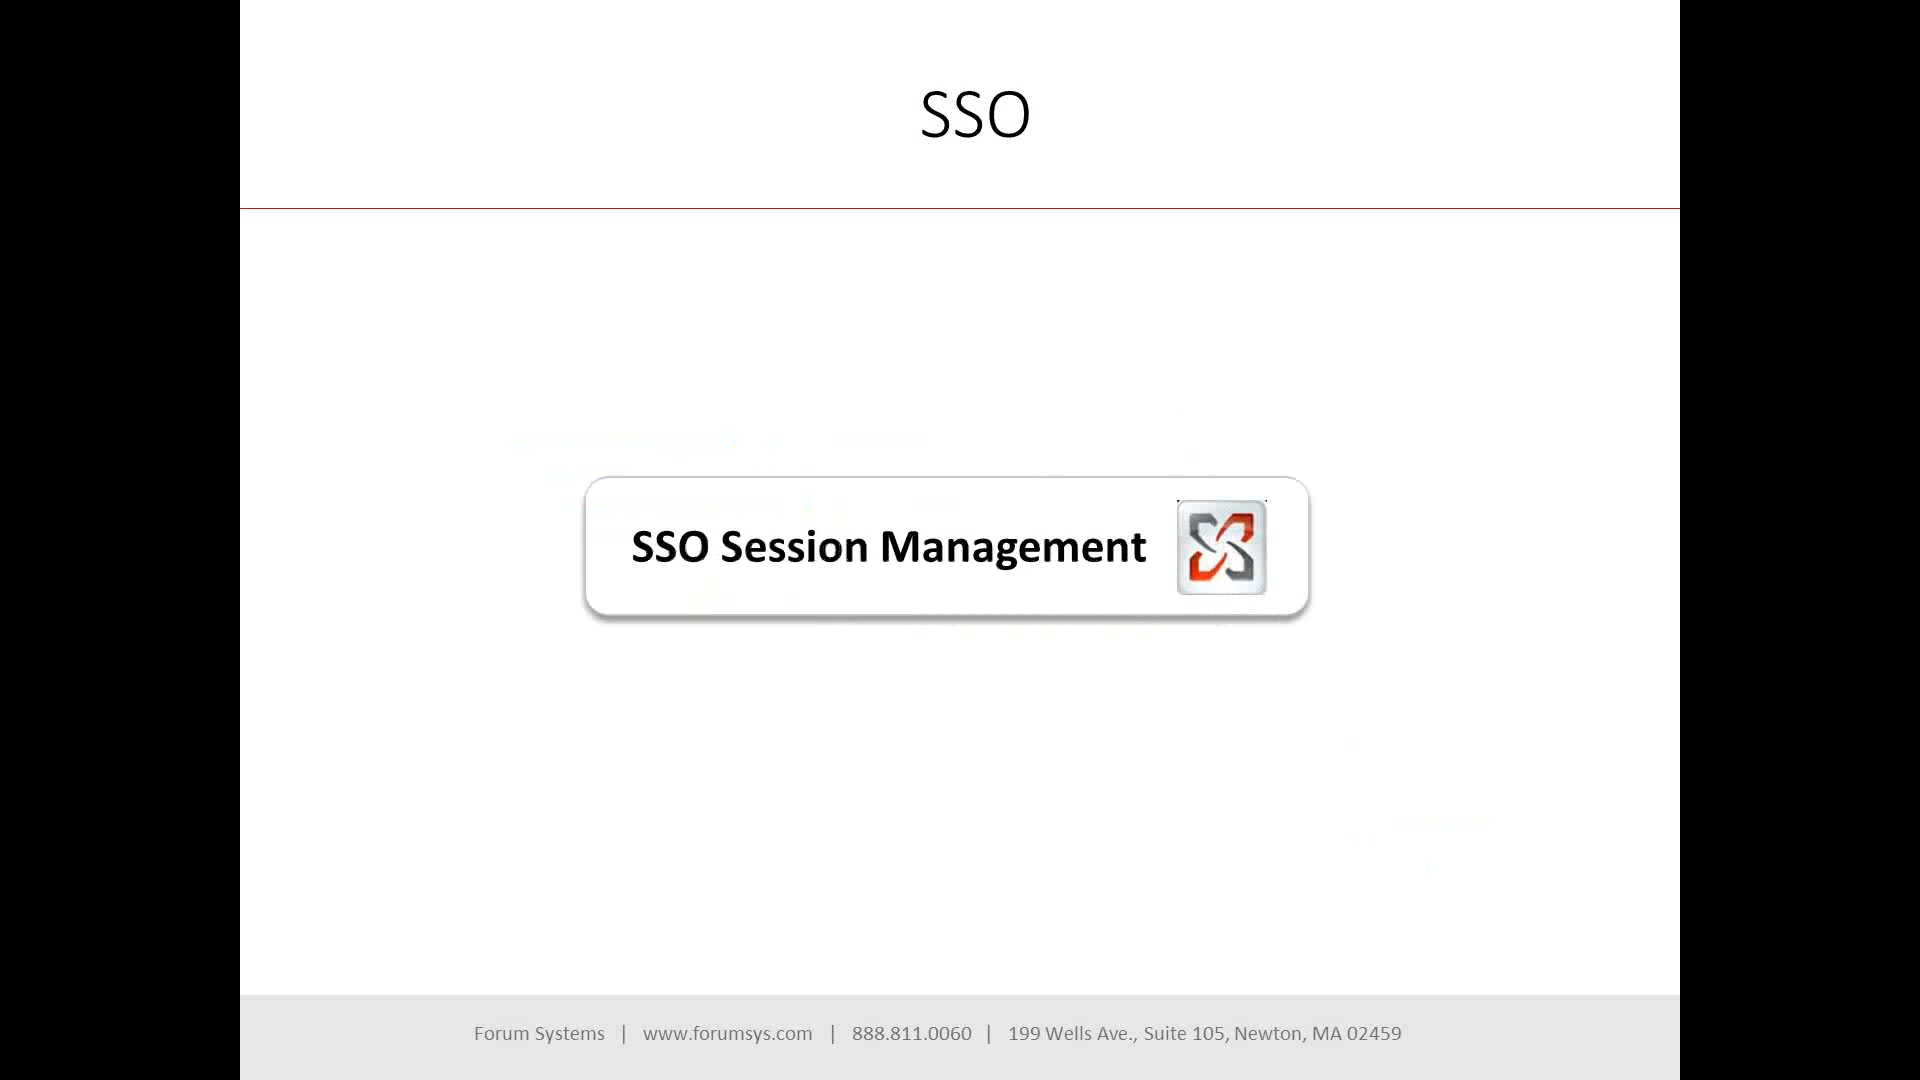 SSO
SSO Session Management
Forum Systems | www.forumsys.com | 888.811.0060 | 199 Wells Ave., Suite 105, Newton, MA 02459